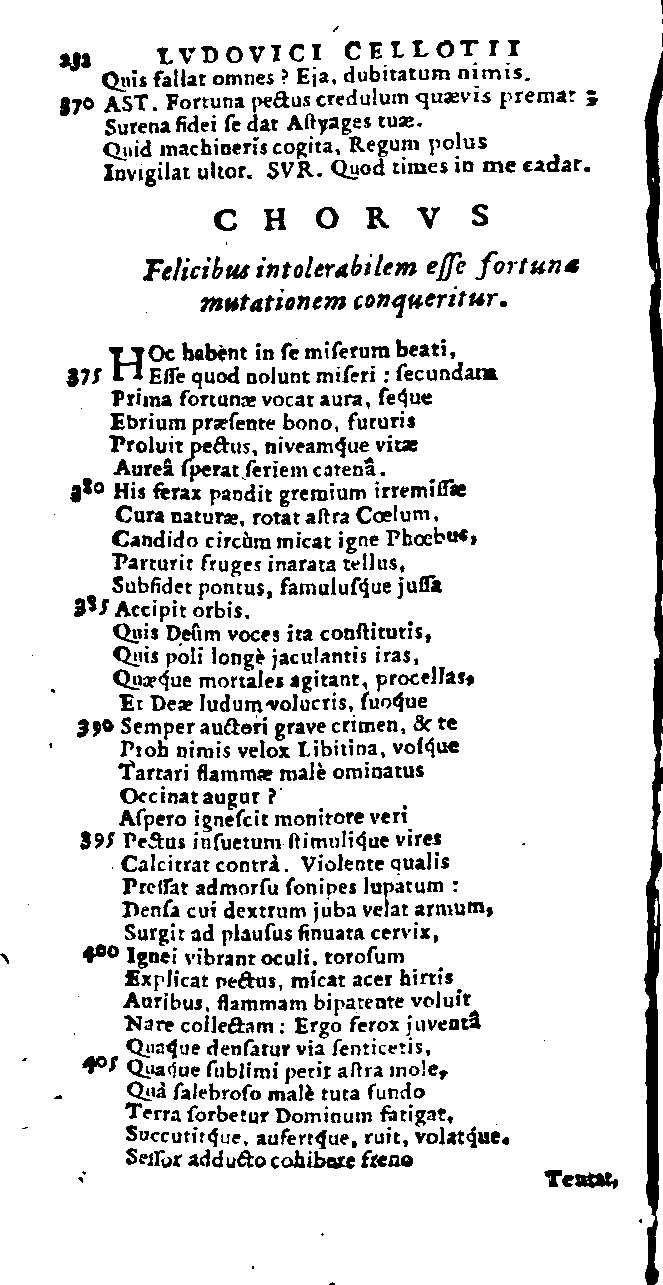 232 LVDOVICI CELLOTII
Quis fallat omnes ? Eja, dubitatum nimis.
370 AST. Fortuna pectus credulum quævis premat ;
Surena fidei ſe dat Aſtyages tuæ.
Quid machineris cogita, Regum polus
Invigilat ultor. SVR. Quod times in me cadat.
CHORVS
Felicibus intolerabilem eſſe fortunæ
mutationem conqueritur.
HOc habent in ſe miſerum beati,
375 Eſſe quod nolunt miſeri : ſecundam
Prima fortunæ vocat aura, ſeque
Ebrium præſente bono, futuris
Proluit pectus, niveamque vitæ
Aureâ ſperat ſeriem catenâ.
380 His ferax pandit gremium irremiſſæ
Cura naturæ, rotat aſtra Cœlum,
Candido circùm micat igne Phœbus,
Parturit fruges inarata tellus,
Subſidet pontus, famuluſque juſſa
385 Accipit orbis.
Quis Deûm voces ita conſtitutis,
Quis poli longè jaculantis iras,
Quæque mortales agitant, procellas,
Et Deæ ludum volucris, ſuoque
390 Semper auctori grave crimen, & te
Proh nimis velox Libitina, voſque
Tartari flammæ malè ominatus
Occinat augur ?
Aſpero igneſcit monitore veri
395 Pectus inſuetum ſtimulique vires
Calcitrat contrà. Violente qualis
Preſſat admorſu ſonipes lupatum :
Denſa cui dextrum juba velat armum,
Surgit ad plauſus ſinuata cervix,
400 Ignei vibrant oculi, toroſum
Explicat pectus, micat acer hirtis
Auribus, flammam bipatente voluit
Nare collectam : Ergo ferox juventâ
Quaque denſatur via ſenticetis,
405 Quaque ſublimi petit aſtra mole,
Quà ſalebroſo malè tuta fundo
Terra ſorbetur Dominum fatigat,
Succutitque, aufertque, ruit, volatque.
Seſſor adducto cohibere freno
Tentat,